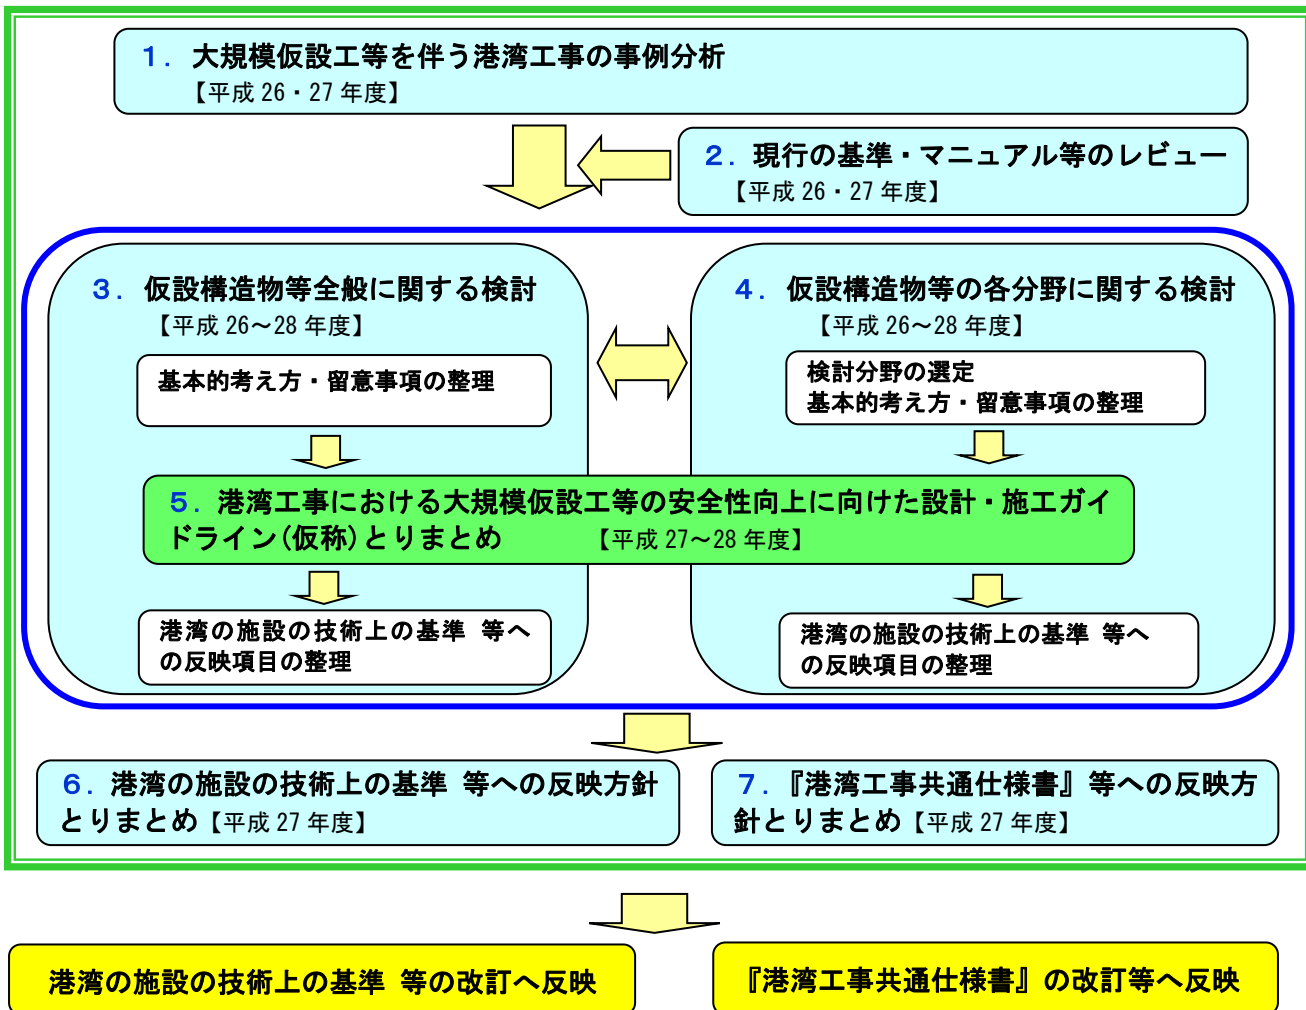 １．大規模仮設工等を伴う港湾工事の事例分析
【平成 26・27 年度】
２．現行の基準・マニュアル等のレビュー
【平成 26・27 年度】
３．仮設構造物等全般に関する検討
【平成 26～28 年度】
基本的考え方・留意事項の整理
４．仮設構造物等の各分野に関する検討
【平成 26～28 年度】
検討分野の選定
基本的考え方・留意事項の整理
５．港湾工事における大規模仮設工等の安全性向上に向けた設計・施工ガイ
ドライン(仮称)とりまとめ 【平成 27～28 年度】
港湾の施設の技術上の基準 等へ
の反映項目の整理
港湾の施設の技術上の基準 等へ
の反映項目の整理
６．港湾の施設の技術上の基準 等への反映方針
とりまとめ【平成 27 年度】
７．『港湾工事共通仕様書』等への反映方
針とりまとめ【平成 27 年度】
港湾の施設の技術上の基準 等の改訂へ反映
『港湾工事共通仕様書』の改訂等へ反映